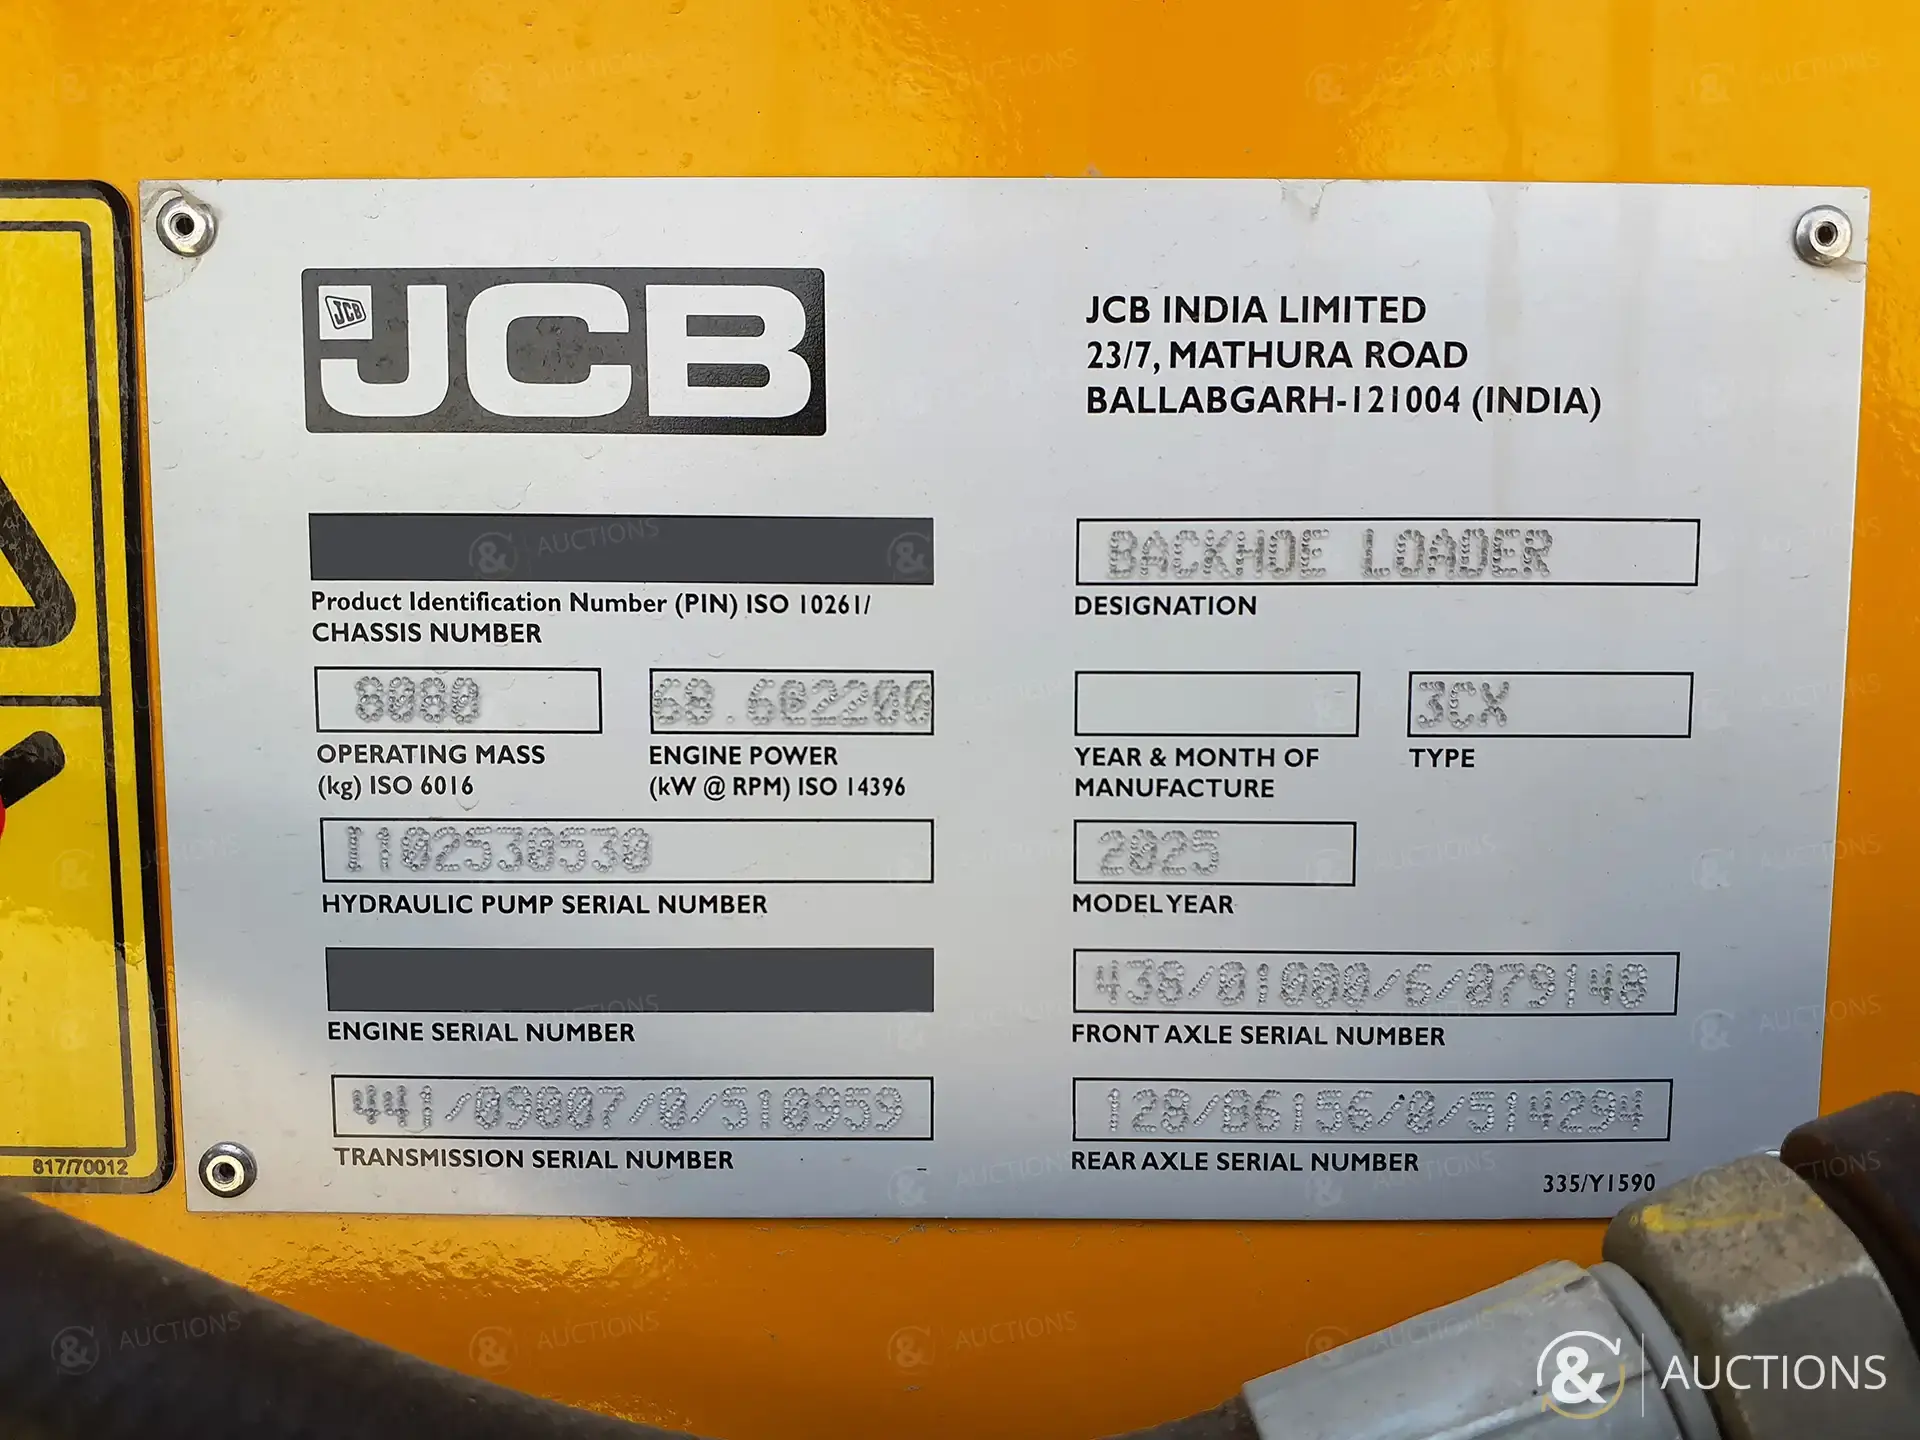 JCB
JCB
JCB INDIA LIMITED
23/7, MATHURA ROAD
BALLABGARH-121004 (INDIA)
Product Identification Number (PIN) ISO 10261/
CHASSIS NUMBER
BACKHOE LOADER
DESIGNATION
8080
OPERATING MASS
(kg) ISO 6016
68.6@2200
ENGINE POWER
(kW @ RPM) ISO 14396
YEAR & MONTH OF
MANUFACTURE
3CX
TYPE
I102530530
HYDRAULIC PUMP SERIAL NUMBER
2025
MODEL YEAR
ENGINE SERIAL NUMBER
438/01000/6/079140
FRONT AXLE SERIAL NUMBER
441/09007/0/510959
TRANSMISSION SERIAL NUMBER
128/B6156/0/514294
REAR AXLE SERIAL NUMBER
335/Y1590
817/70012
& AUCTIONS